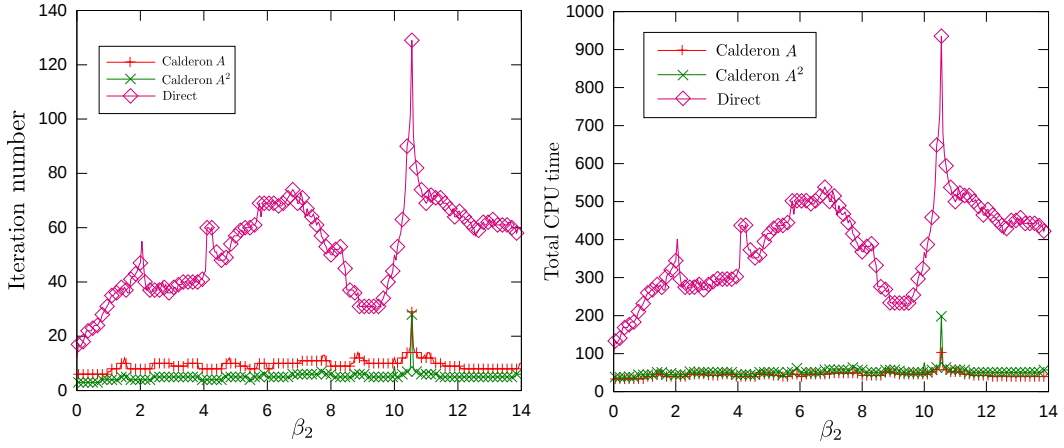 140
120
100
80
60
40
20
0
Iteration number
Calderon A
Calderon A²
Direct
0 2 4 6 8 10 12 14
β₂
1000
900
800
700
600
500
400
300
200
100
0
Total CPU time
Calderon A
Calderon A²
Direct
0 2 4 6 8 10 12 14
β₂